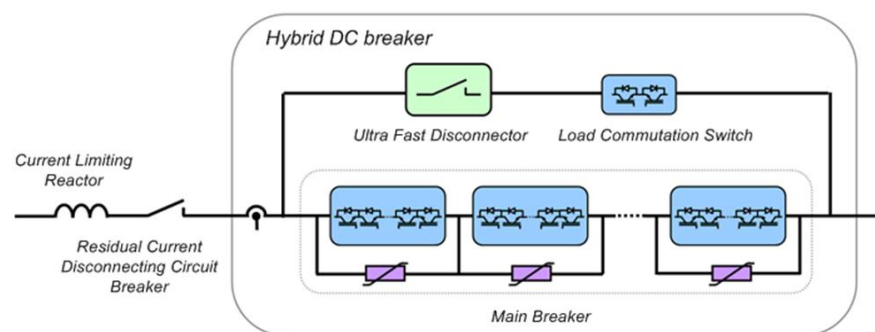 Hybrid DC breaker
Ultra Fast Disconnector
Load Commutation Switch
Current Limiting
Reactor
Residual Current
Disconnecting Circuit
Breaker
Main Breaker